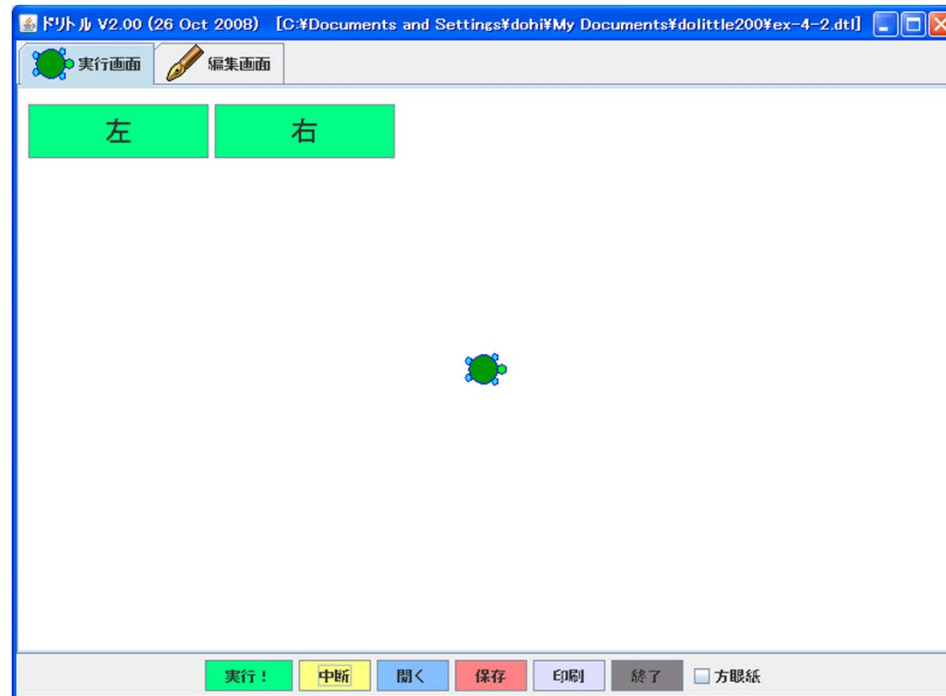 ドリトル V2.00 (26 Oct 2008) [C:¥Documents and Settings¥dohi¥My Documents¥dolittle200¥ex-4-2.dtl]
実行画面 編集画面
左 右
実行！ 中断 開く 保存 印刷 終了 方眼紙